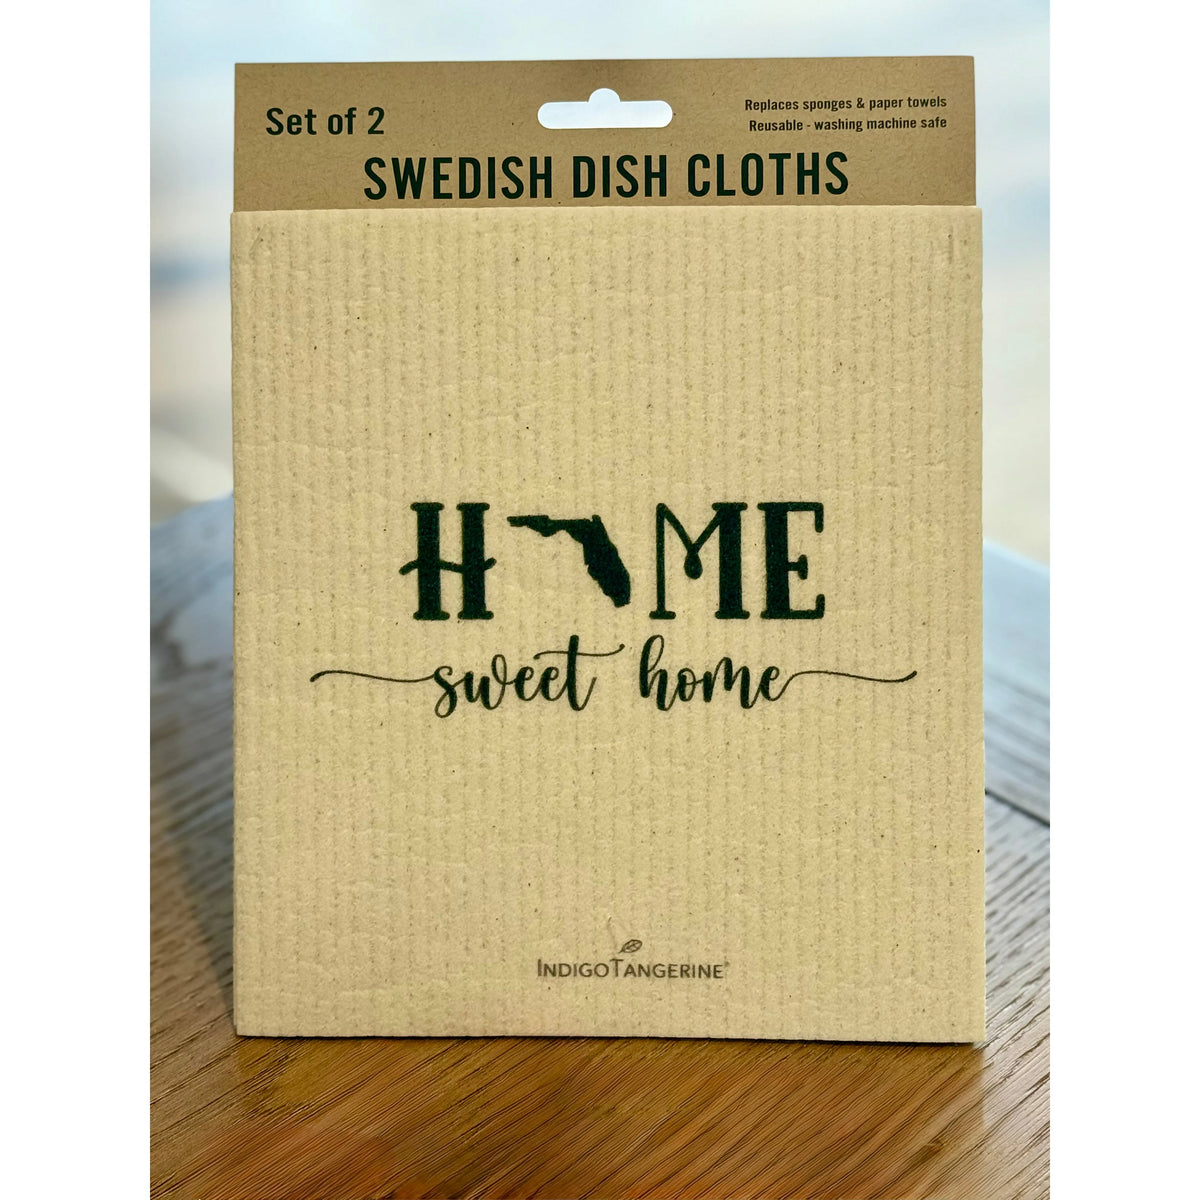 Set of 2
Replaces sponges & paper towels
Reusable - washing machine safe
SWEDISH DISH CLOTHS
H ME
sweet home
INDIGOTANGERINE®